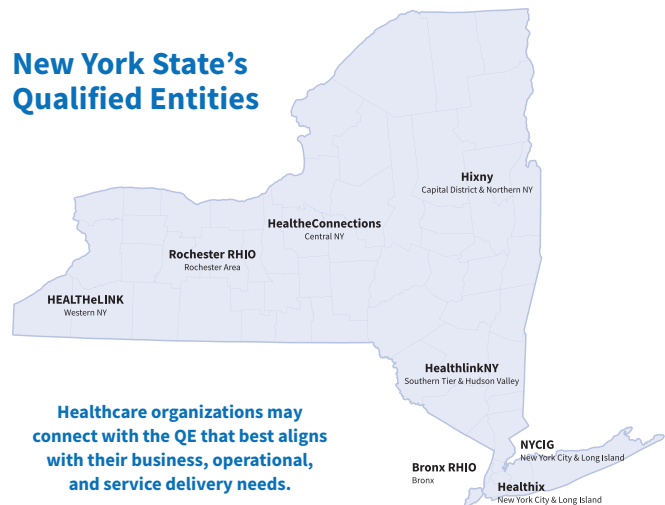 New York State’s
Qualified Entities
Hixny
Capital District & Northern NY
HealtheConnections
Central NY
Rochester RHIO
Rochester Area
HEALTHeLINK
Western NY
HealthlinkNY
Southern Tier & Hudson Valley
Healthcare organizations may
connect with the QE that best aligns
with their business, operational,
and service delivery needs.
NYCIG
New York City & Long Island
Bronx RHIO
Bronx
Healthix
New York City & Long Island